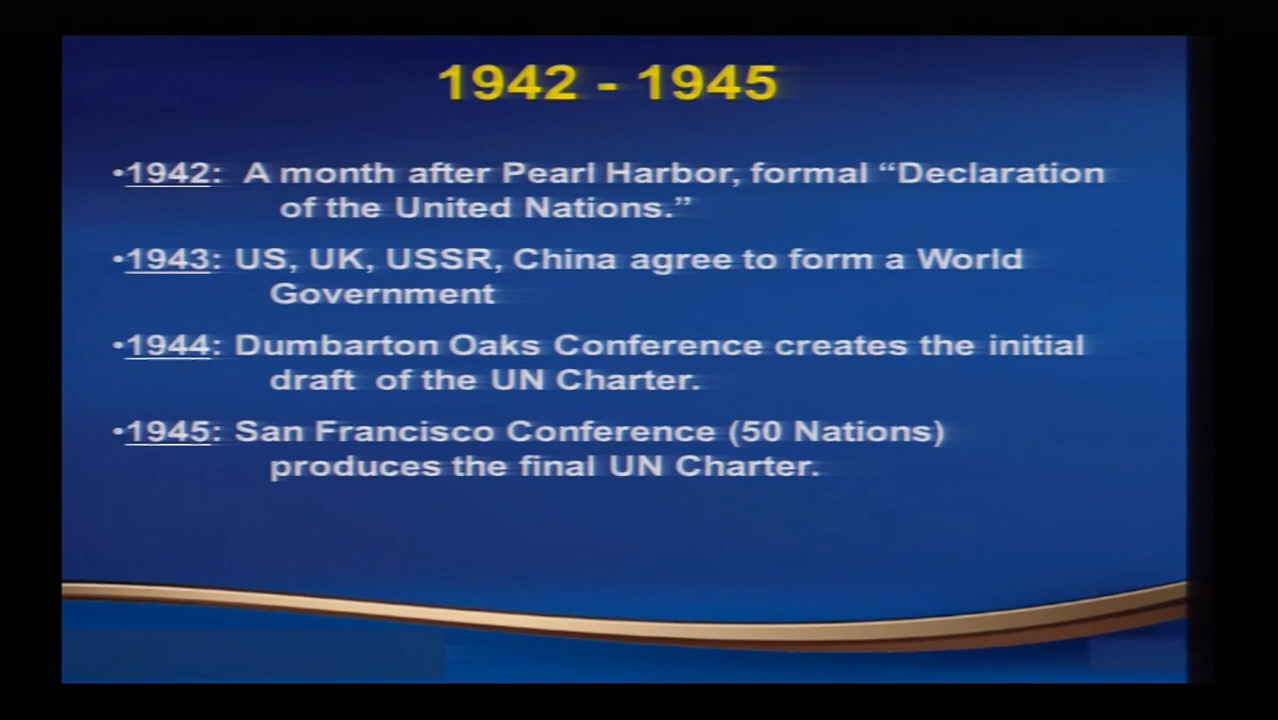 1942 - 1945
•1942: A month after Pearl Harbor, formal “Declaration
of the United Nations.”
•1943: US, UK, USSR, China agree to form a World
Government
•1944: Dumbarton Oaks Conference creates the initial
draft of the UN Charter.
•1945: San Francisco Conference (50 Nations)
produces the final UN Charter.